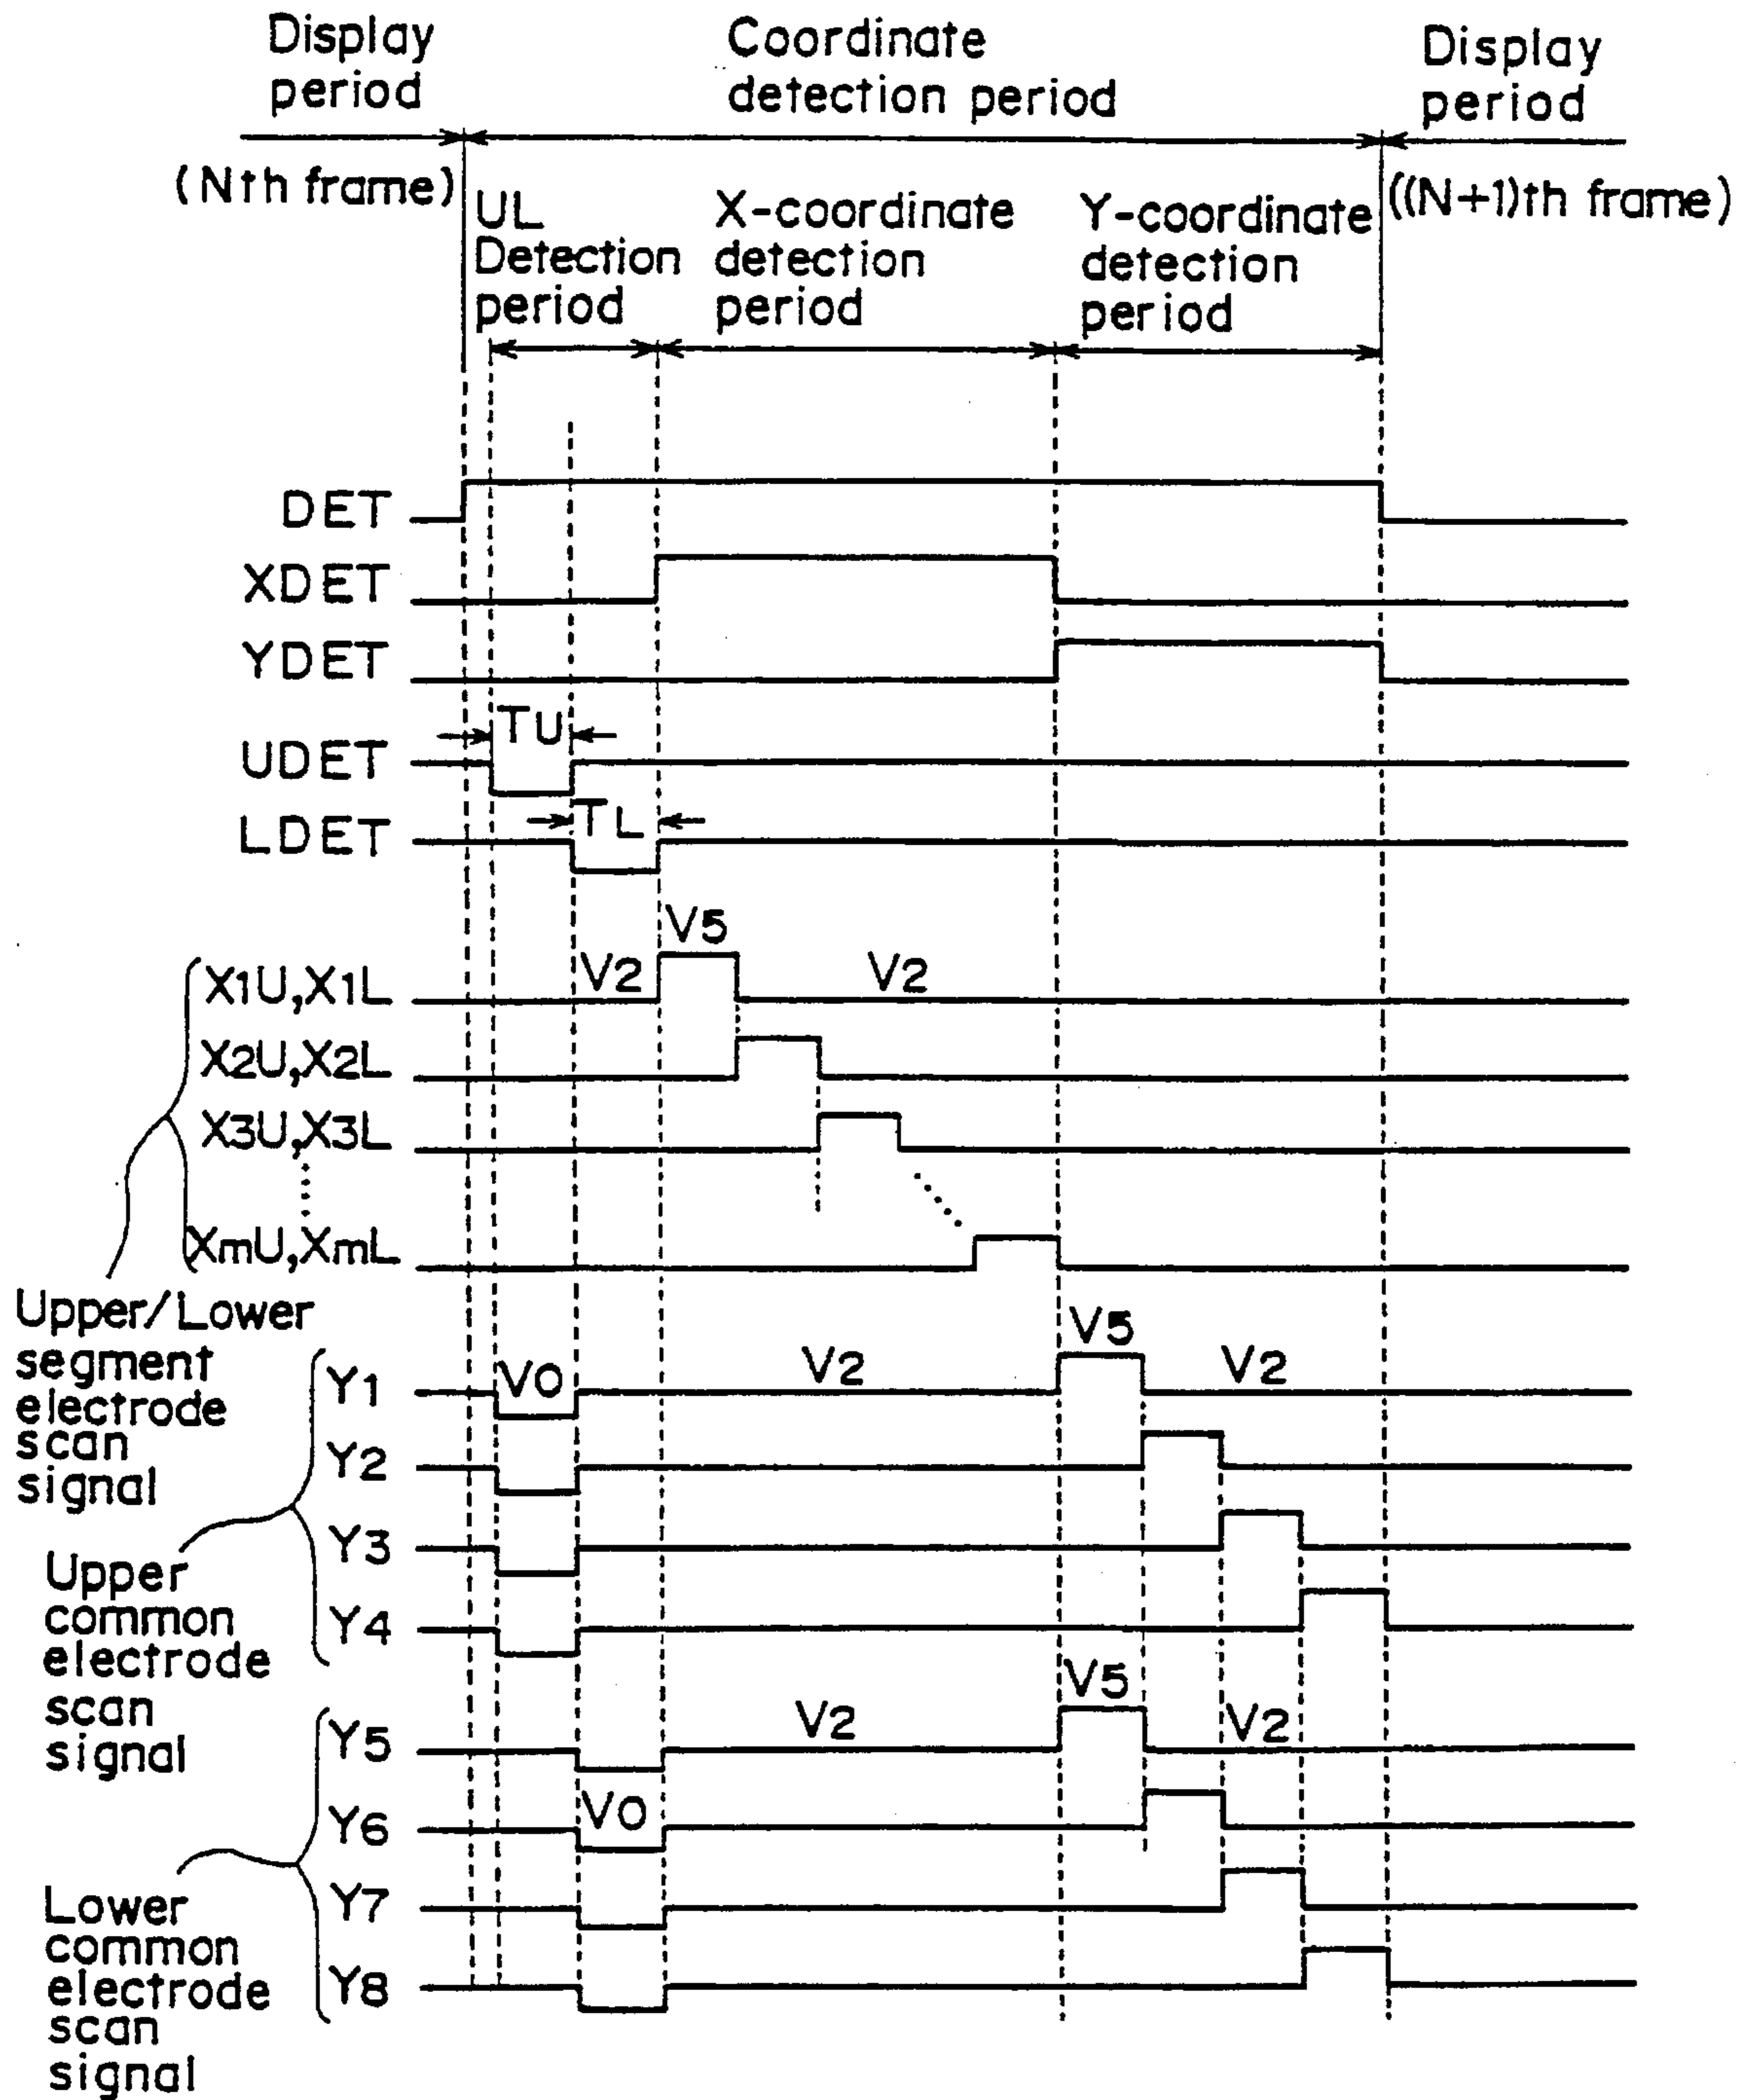 Display
period
Coordinate
detection period
Display
period
(Nth frame)
((N+1)th frame)
UL
Detection
period
X-coordinate
detection
period
Y-coordinate
detection
period
DET
XDET
YDET
TU
UDET
TL
LDET
V5
X1U,X1L
V2
V2
X2U,X2L
X3U,X3L
XmU,XmL
Upper/Lower
segment
electrode
scan
signal
V5
Y1
V0
V2
V2
Y2
Y3
Y4
Upper
common
electrode
scan
signal
V5
Y5
V2
V2
Y6
V0
Y7
Y8
Lower
common
electrode
scan
signal